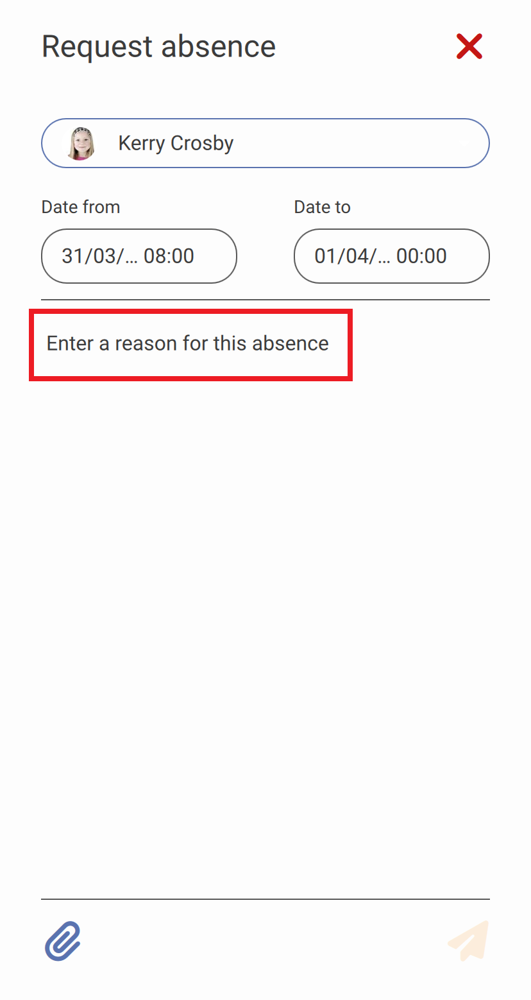 Request absence
Kerry Crosby
Date from
Date to
31/03/... 08:00
01/04/... 00:00
Enter a reason for this absence